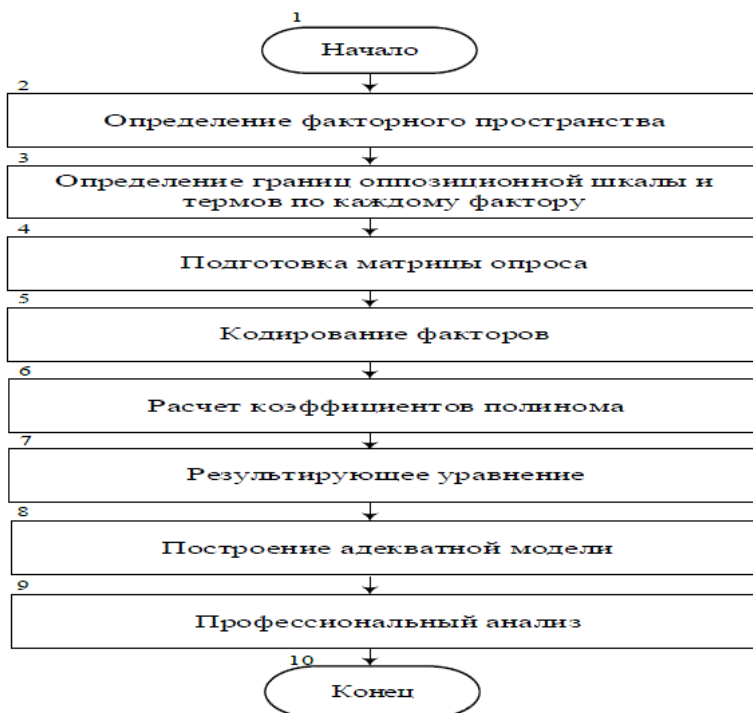 1
Начало
2
Определение факторного пространства
3
Определение границ оппозиционной шкалы и
термов по каждому фактору
4
Подготовка матрицы опроса
5
Кодирование факторов
6
Расчет коэффициентов полинома
7
Результирующее уравнение
8
Построение адекватной модели
9
Профессиональный анализ
10
Конец